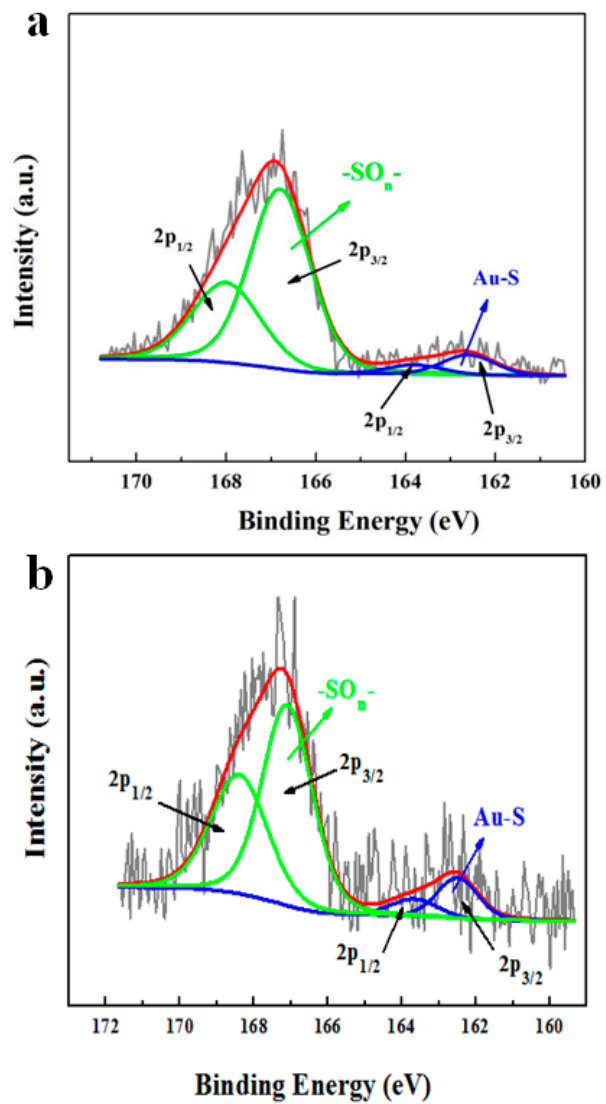 a
Intensity (a.u.)
-SOₙ-
2p₁/₂
2p₃/₂
Au-S
2p₁/₂
2p₃/₂
170 168 166 164 162 160
Binding Energy (eV)
b
Intensity (a.u.)
-SOₙ-
2p₃/₂
2p₁/₂
Au-S
2p₁/₂
2p₃/₂
172 170 168 166 164 162 160
Binding Energy (eV)